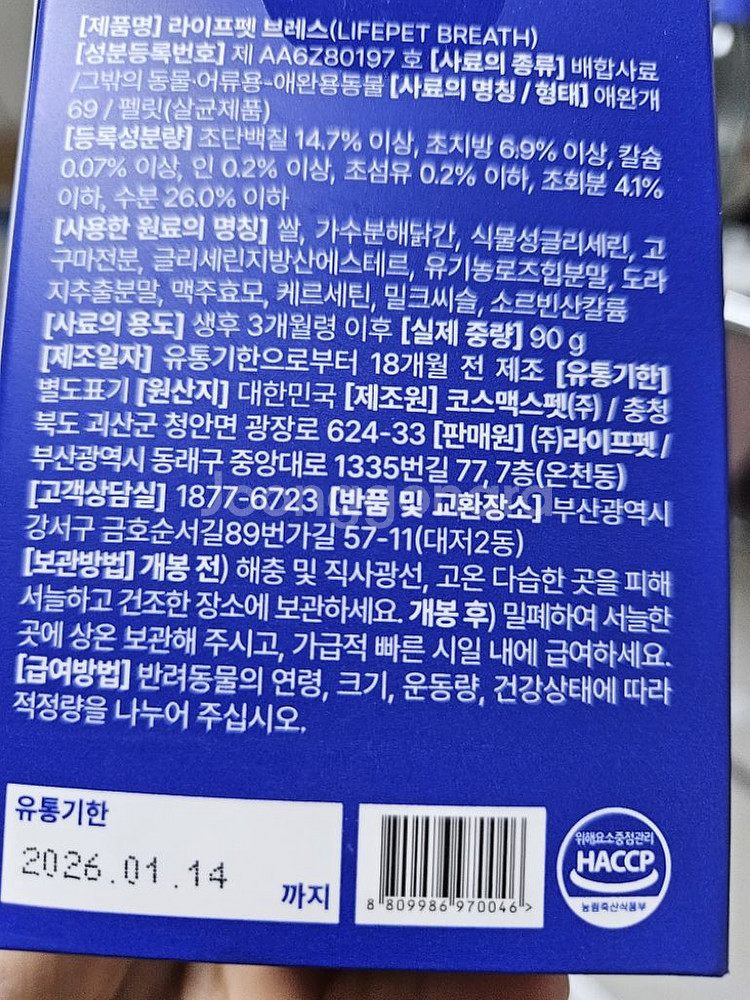 [제품명] 라이프펫 브레스(LIFEPET BREATH)
[성분등록번호] 제 AA6Z80197 호 [사료의 종류] 배합사료
/그밖의 동물·어류용-애완용동물 [사료의 명칭 / 형태] 애완개
69 / 펠릿(살균제품)
[등록성분량] 조단백질 14.7% 이상, 조지방 6.9% 이상, 칼슘
0.07% 이상, 인 0.2% 이상, 조섬유 0.2% 이하, 조회분 4.1%
이하, 수분 26.0% 이하
[사용한 원료의 명칭] 쌀, 가수분해닭간, 식물성글리세린, 고
구마전분, 글리세린지방산에스테르, 유기농로즈힙분말, 도라
지추출분말, 맥주효모, 케르세틴, 밀크씨슬, 소르빈산칼륨
[사료의 용도] 생후 3개월령 이후 [실제 중량] 90 g
[제조일자] 유통기한으로부터 18개월 전 제조 [유통기한]
별도표기 [원산지] 대한민국 [제조원] 코스맥스펫(주) / 충청
북도 괴산군 청안면 광장로 624-33 [판매원] (주)라이프펫 /
부산광역시 동래구 중앙대로 1335번길 77, 7층(온천동)
[고객상담실] 1877-6723 [반품 및 교환장소] 부산광역시
강서구 금호순서길89번가길 57-11(대저2동)
[보관방법] 개봉 전) 해충 및 직사광선, 고온 다습한 곳을 피해
서늘하고 건조한 장소에 보관하세요. 개봉 후) 밀폐하여 서늘한
곳에 상온 보관해 주시고, 가급적 빠른 시일 내에 급여하세요.
[급여방법] 반려동물의 연령, 크기, 운동량, 건강상태에 따라
적정량을 나누어 주십시오.
유통기한
2026.01.14
까지
8 809986 970046 >
위해요소중점관리
HACCP
농림축산식품부